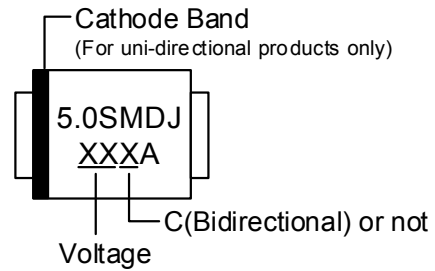 Cathode Band
(For uni-directional products only)
5.0SMDJ
XXXA
C(Bidirectional) or not
Voltage